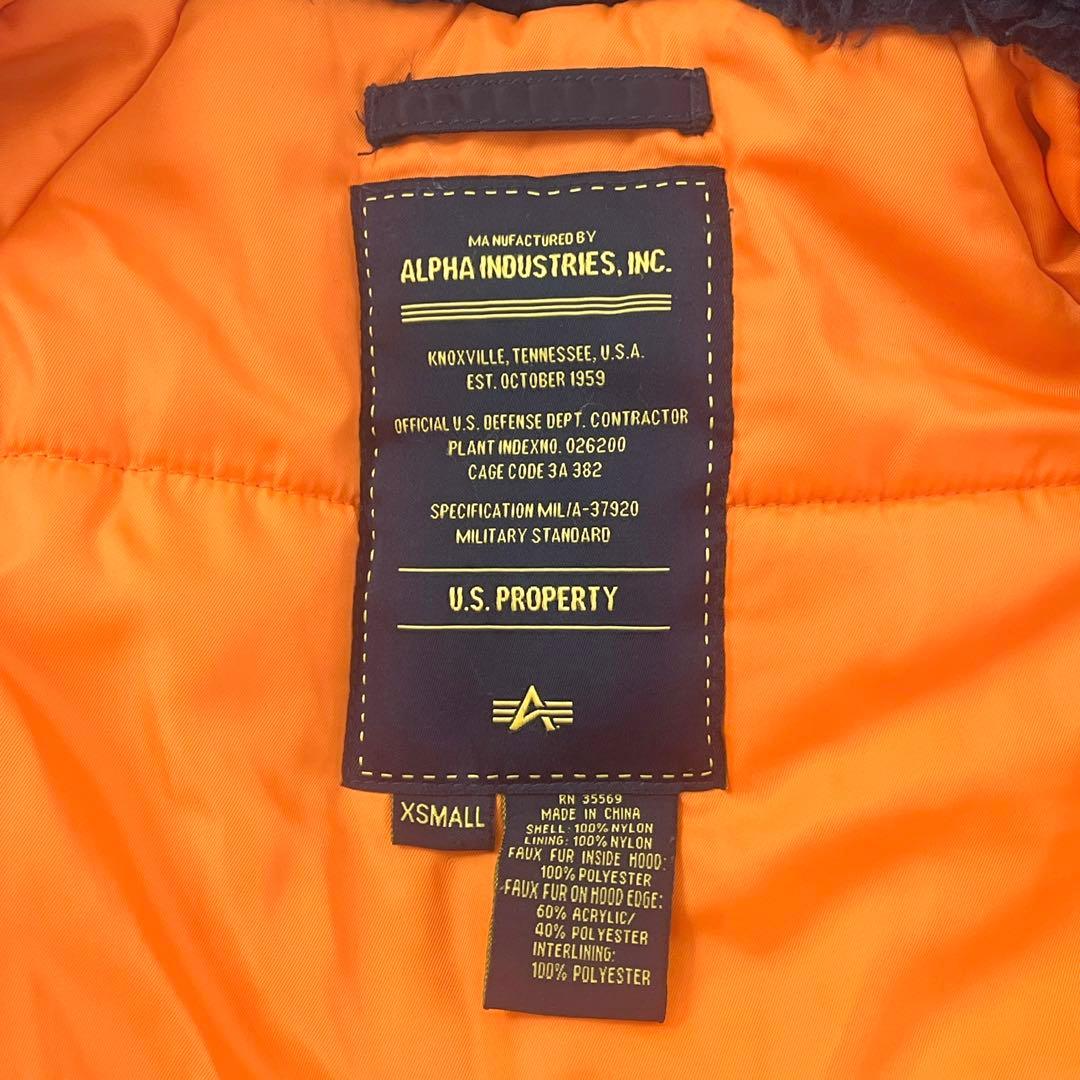 MANUFACTURED BY
ALPHA INDUSTRIES, INC.
KNOXVILLE, TENNESSEE, U.S.A.
EST. OCTOBER 1959
OFFICIAL U.S. DEFENSE DEPT. CONTRACTOR
PLANT INDEXNO. 026200
CAGE CODE 3A 382
SPECIFICATION MIL/A-37920
MILITARY STANDARD
U.S. PROPERTY
XSMALL
RN 35569
MADE IN CHINA
SHELL: 100% NYLON
LINING: 100% NYLON
FAUX FUR INSIDE HOOD:
100% POLYESTER
FAUX FUR ON HOOD EDGE:
60% ACRYLIC/
40% POLYESTER
INTERLINING:
100% POLYESTER